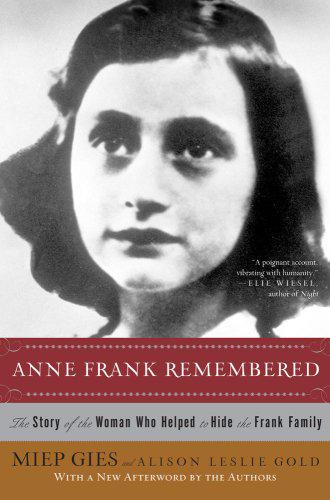 "A POIGNANT ACCOUNT,
VIBRATING WITH HUMANITY."
—ELIE WIESEL,
author of Night
ANNE FRANK REMEMBERED
The Story of the Woman Who Helped to Hide the Frank Family
MIEP GIES and ALISON LESLIE GOLD
WITH A NEW AFTERWORD BY THE AUTHORS